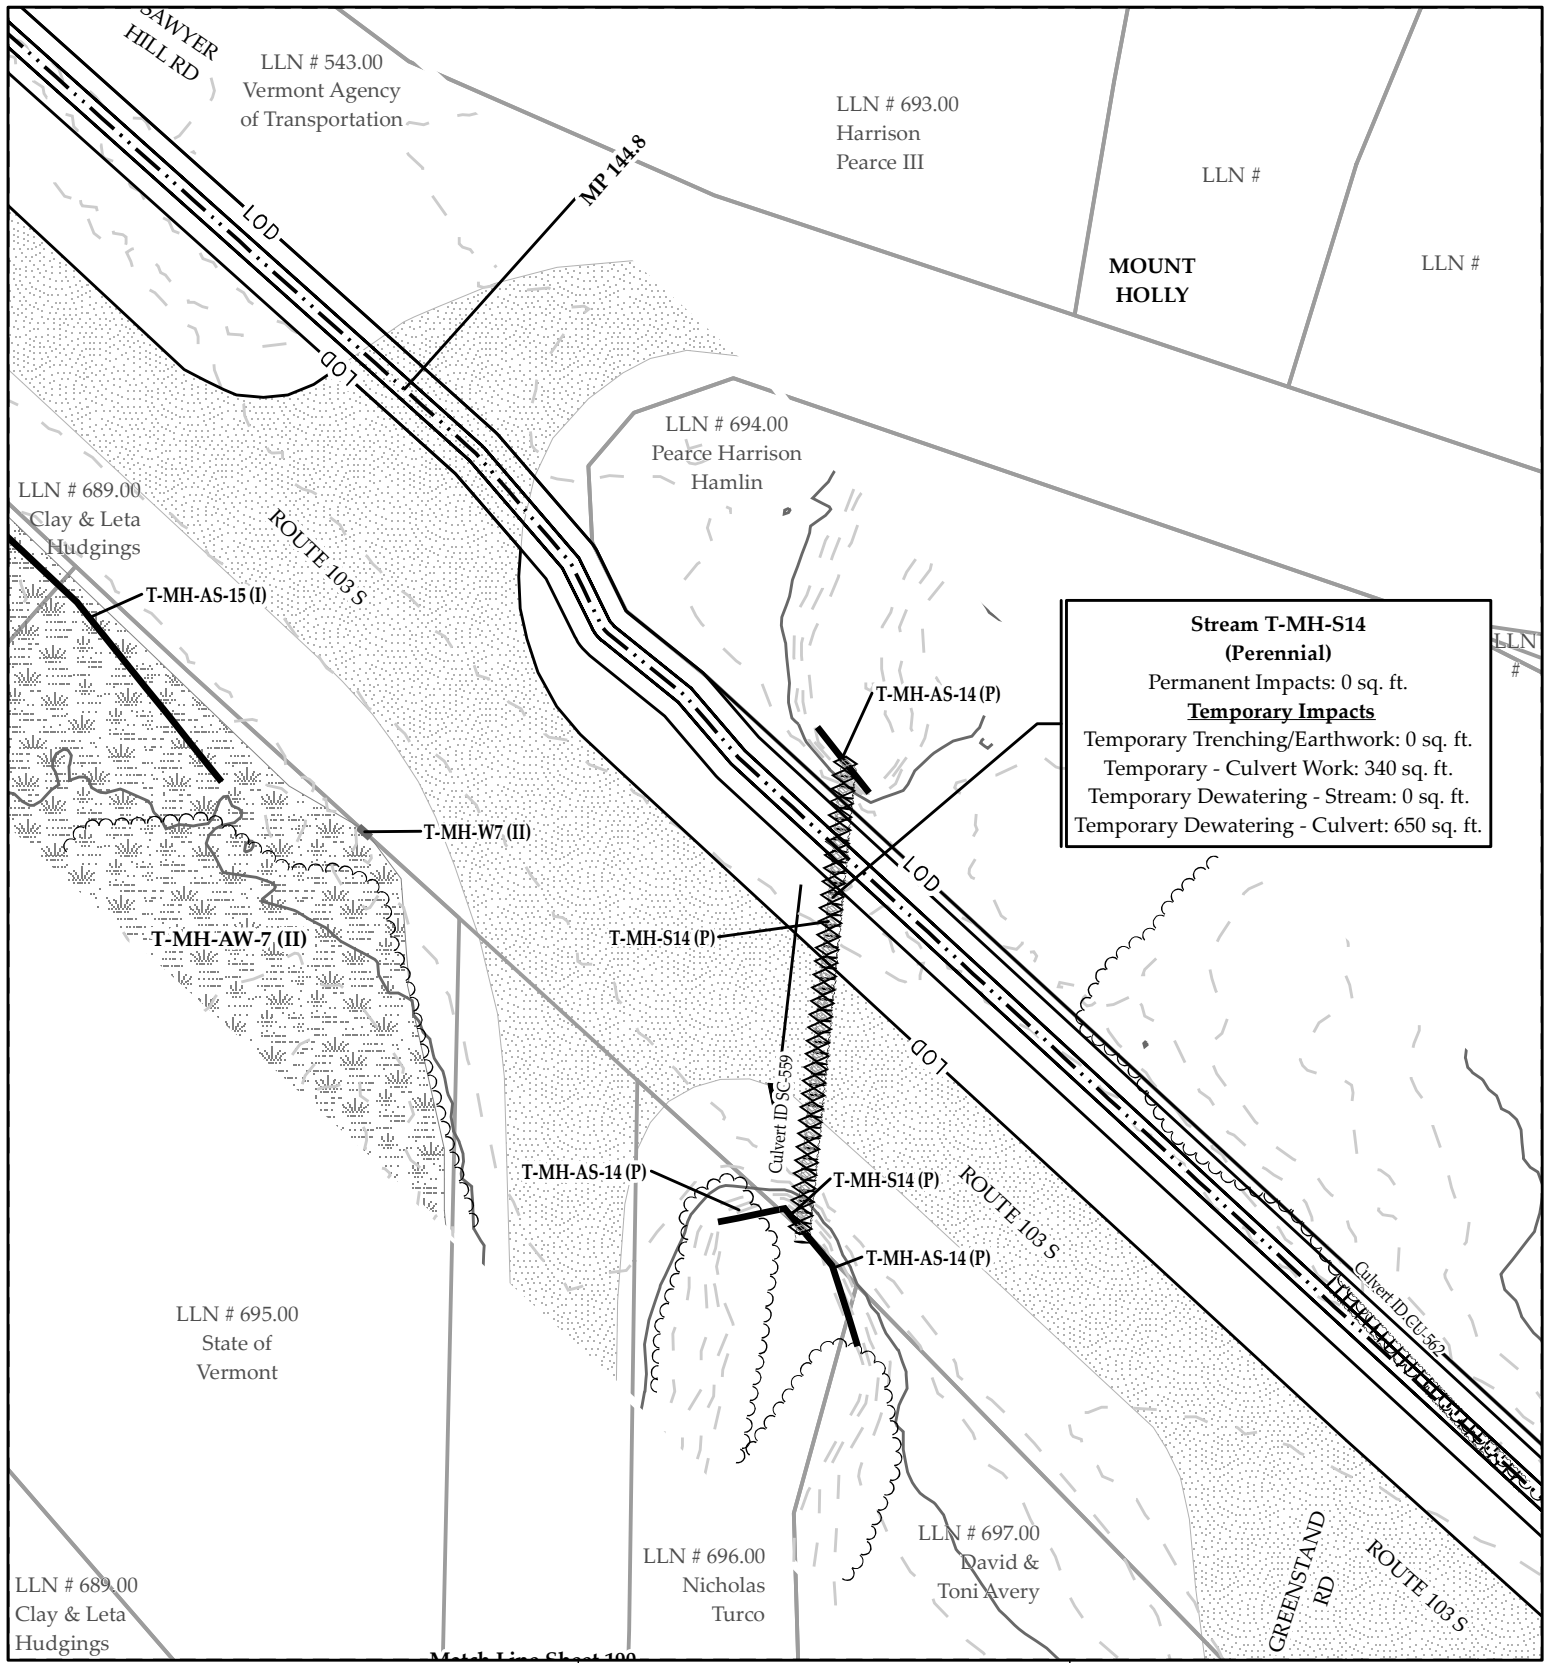 SAWYER
HILL RD
LLN # 543.00
Vermont Agency
of Transportation
LLN # 693.00
Harrison
Pearce III
MP 144.8
LLN #
LOD
MOUNT
HOLLY
LLN #
LOD
LLN # 694.00
Pearce Harrison
Hamlin
LLN # 689.00
Clay & Leta
Hudgings
ROUTE 103 S
T-MH-AS-15 (I)
Stream T-MH-S14
(Perennial)
Permanent Impacts: 0 sq. ft.
Temporary Impacts
Temporary Trenching/Earthwork: 0 sq. ft.
Temporary - Culvert Work: 340 sq. ft.
Temporary Dewatering - Stream: 0 sq. ft.
Temporary Dewatering - Culvert: 650 sq. ft.
LLN
#
T-MH-AS-14 (P)
T-MH-W7 (II)
LOD
T-MH-AW-7 (II)
T-MH-S14 (P)
LOD
Culvert ID SC-559
T-MH-AS-14 (P)
T-MH-S14 (P)
ROUTE 103 S
T-MH-AS-14 (P)
Culvert ID CU-562
LLN # 695.00
State of
Vermont
LLN # 696.00
Nicholas
Turco
LLN # 697.00
David &
Toni Avery
GREENSTAND
RD
ROUTE 103 S
LLN # 689.00
Clay & Leta
Hudgings
Match Line Sheet 190